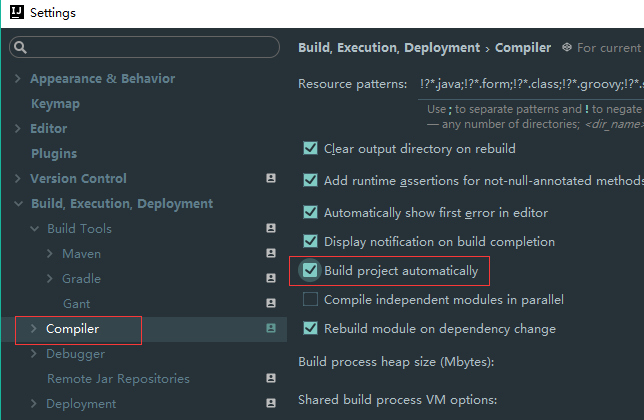 Settings
Appearance & Behavior
Keymap
Editor
Plugins
Version Control
Build, Execution, Deployment
Build Tools
Maven
Gradle
Gant
Compiler
Debugger
Remote Jar Repositories
Deployment
Build, Execution, Deployment › Compiler For current
Resource patterns: !?*.java;!?*.form;!?*.class;!?*.groovy;!?*.s
Use ; to separate patterns and ! to negate
— any number of directories; <dir_name>
Clear output directory on rebuild
Add runtime assertions for not-null-annotated methods
Automatically show first error in editor
Display notification on build completion
Build project automatically
Compile independent modules in parallel
Rebuild module on dependency change
Build process heap size (Mbytes):
Shared build process VM options: